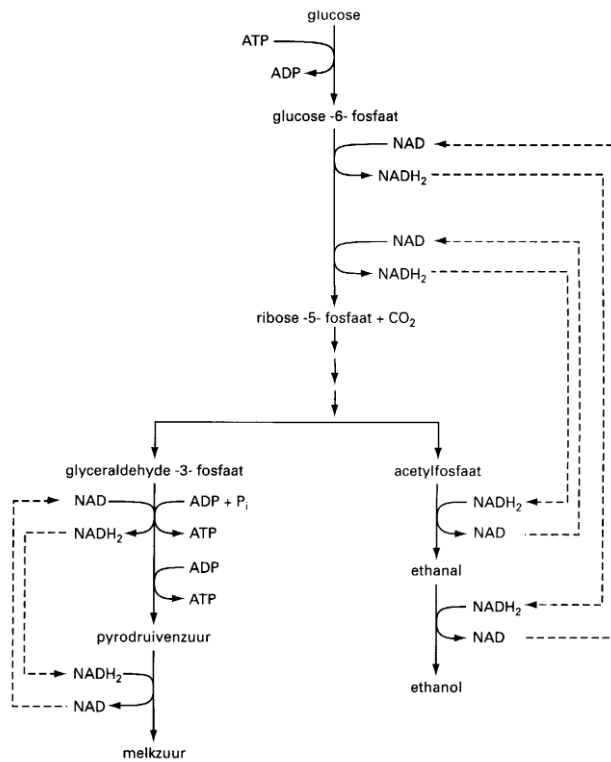 glucose
ATP
ADP
glucose -6- fosfaat
NAD
NADH₂
NAD
NADH₂
ribose -5- fosfaat + CO₂
glyceraldehyde -3- fosfaat
NAD
ADP + Pᵢ
NADH₂
ATP
ADP
ATP
pyrodruivenzuur
NADH₂
NAD
melkzuur
acetylfosfaat
NADH₂
NAD
ethanal
NADH₂
NAD
ethanol